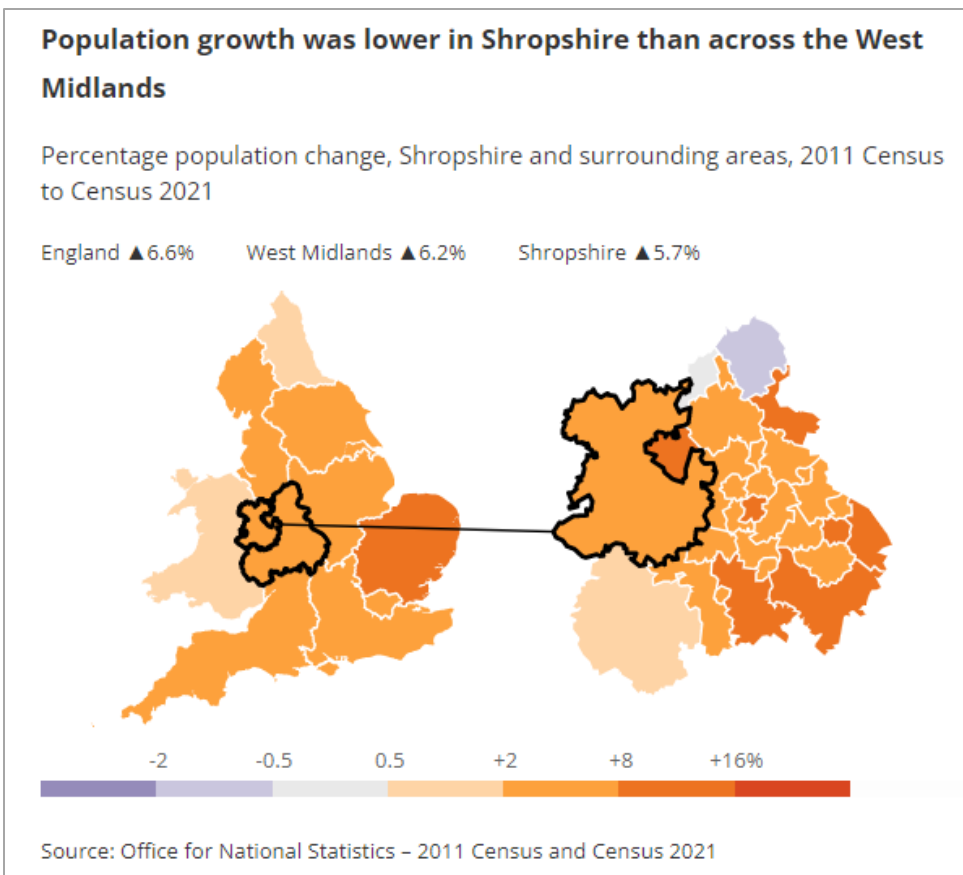 Population growth was lower in Shropshire than across the West
Midlands
Percentage population change, Shropshire and surrounding areas, 2011 Census
to Census 2021
England ▲6.6% West Midlands ▲6.2% Shropshire ▲5.7%
-2 -0.5 0.5 +2 +8 +16%
Source: Office for National Statistics – 2011 Census and Census 2021